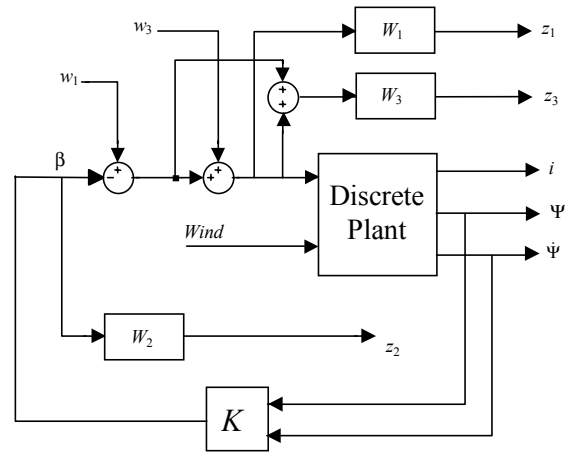 w3
W1
z1
w1
W3
z3
+
+
+
+
β
-
+
+
i
Discrete
Plant
Ψ
Wind
Ψ̇
W2
z2
K